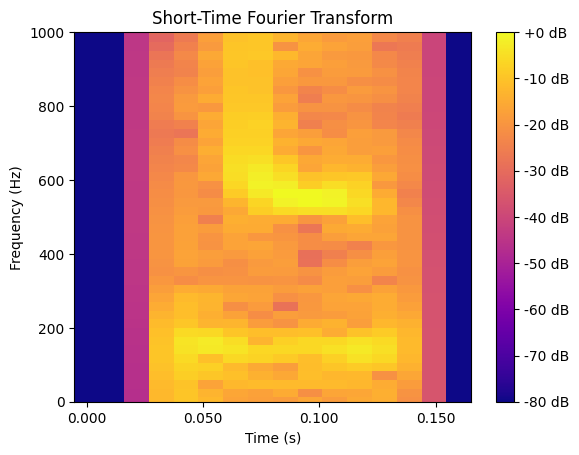 Short-Time Fourier Transform
1000
800
600
400
200
0
Frequency (Hz)
0.000
0.050
0.100
0.150
Time (s)
+0 dB
-10 dB
-20 dB
-30 dB
-40 dB
-50 dB
-60 dB
-70 dB
-80 dB